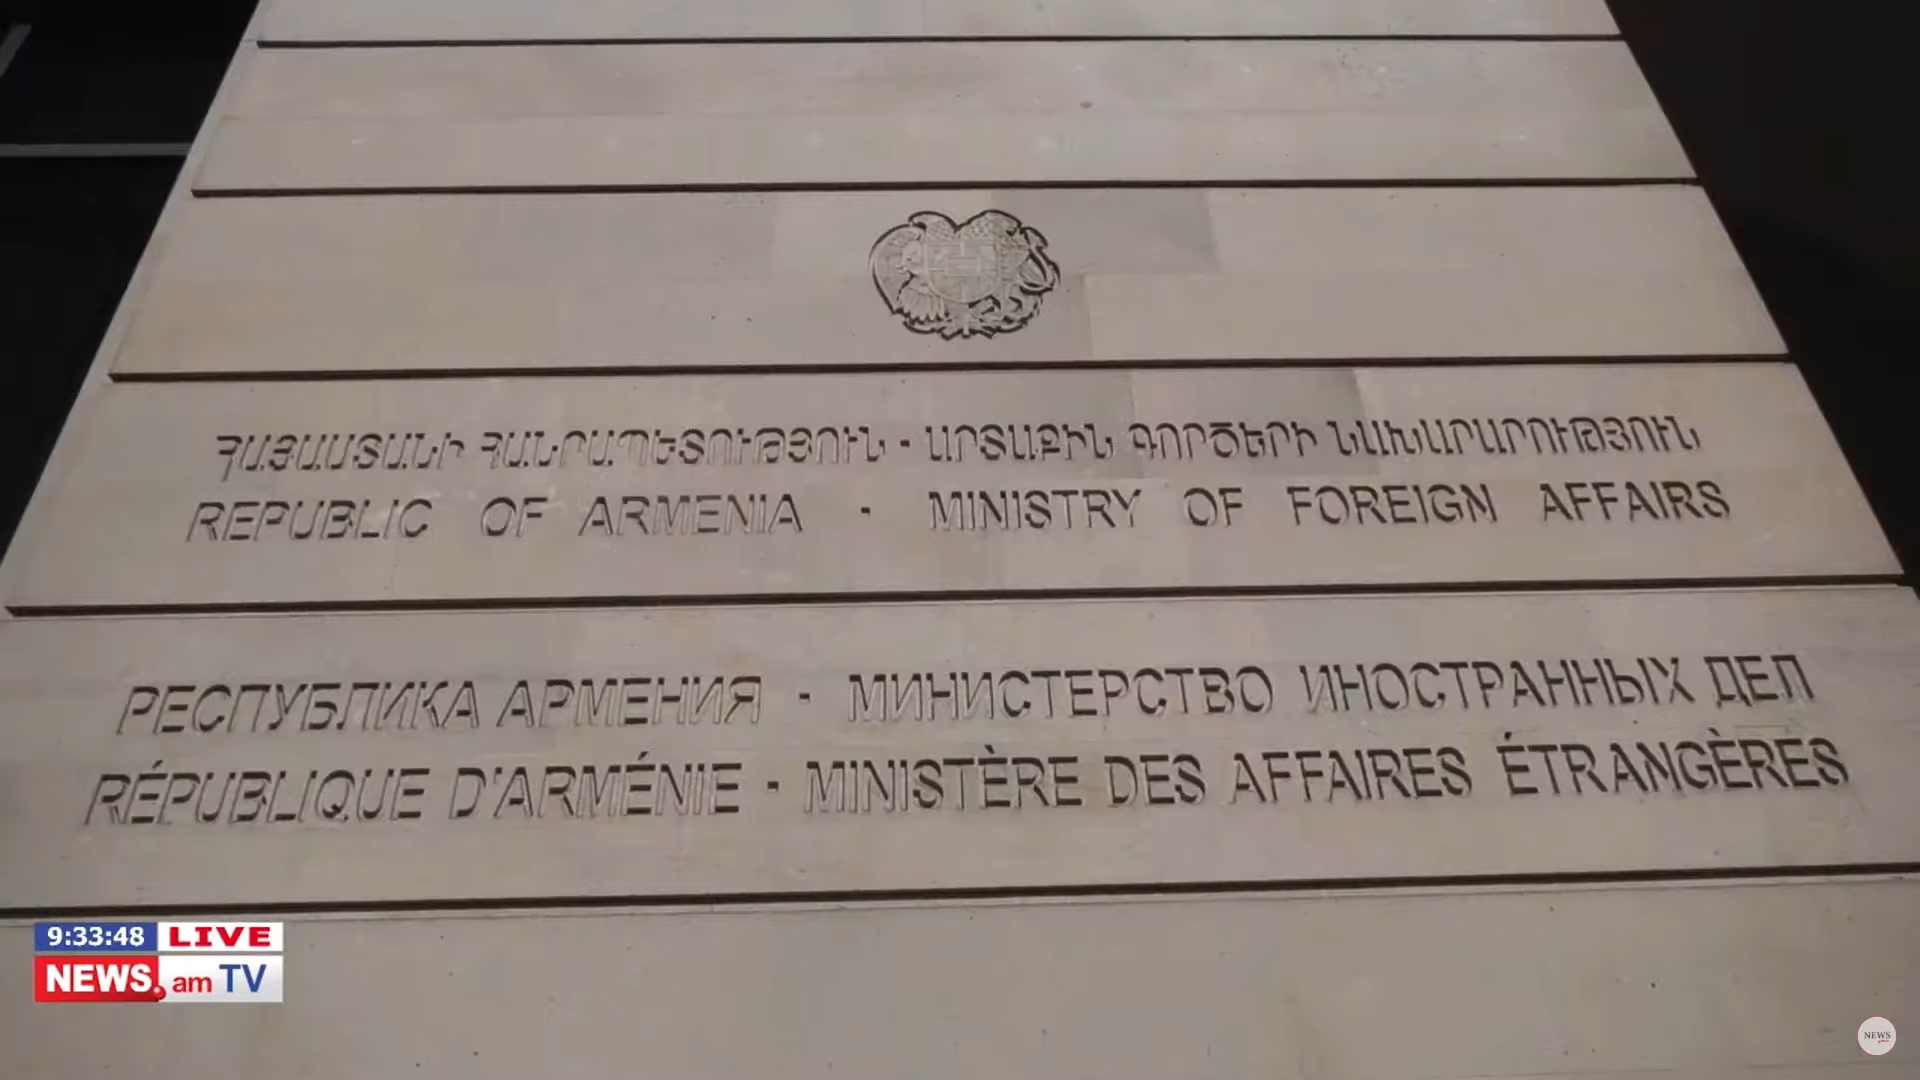 ՀԱՅԱՍՏԱՆԻ ՀԱՆՐԱՊԵՏՈՒԹՅՈՒՆ - ԱՐՏԱՔԻՆ ԳՈՐԾԵՐԻ ՆԱԽԱՐԱՐՈՒԹՅՈՒՆ
REPUBLIC OF ARMENIA - MINISTRY OF FOREIGN AFFAIRS
РЕСПУБЛИКА АРМЕНИЯ - МИНИСТЕРСТВО ИНОСТРАННЫХ ДЕЛ
RÉPUBLIQUE D'ARMÉNIE - MINISTÈRE DES AFFAIRES ÉTRANGÈRES
9:33:48 LIVE
NEWS.am TV
NEWS